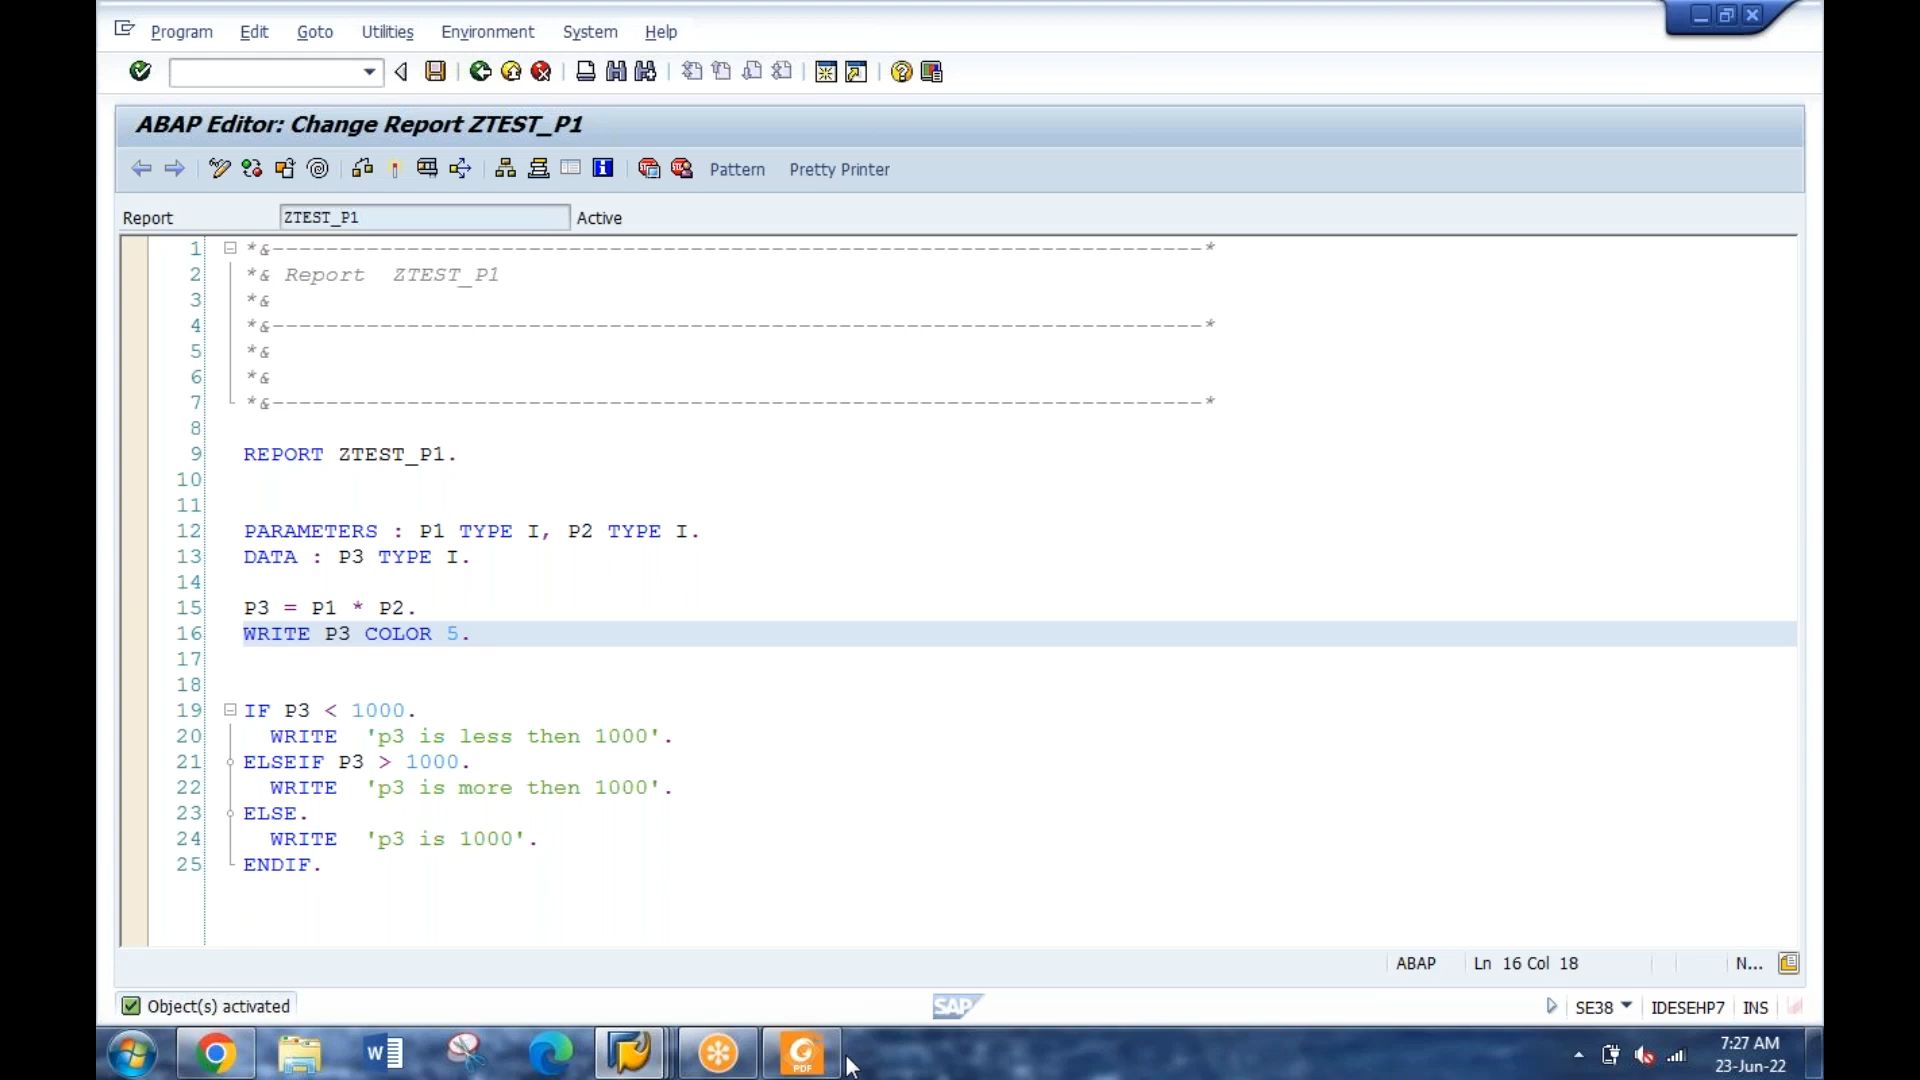 Program Edit Goto Utilities Environment System Help
ABAP Editor: Change Report ZTEST_P1
Pattern Pretty Printer
Report ZTEST_P1 Active
1 *&---------------------------------------------------------------------*
2 *& Report  ZTEST_P1
3 *&
4 *&---------------------------------------------------------------------*
5 *&
6 *&
7 *&---------------------------------------------------------------------*
8
9 REPORT ZTEST_P1.
10
11
12 PARAMETERS : P1 TYPE I, P2 TYPE I.
13 DATA : P3 TYPE I.
14
15 P3 = P1 * P2.
16 WRITE P3 COLOR 5.
17
18
19 IF P3 < 1000.
20   WRITE  'p3 is less then 1000'.
21 ELSEIF P3 > 1000.
22   WRITE  'p3 is more then 1000'.
23 ELSE.
24   WRITE  'p3 is 1000'.
25 ENDIF.
ABAP Ln 16 Col 18 N...
Object(s) activated SAP SE38 IDESEHP7 INS
W PDF 7:27 AM
23-Jun-22